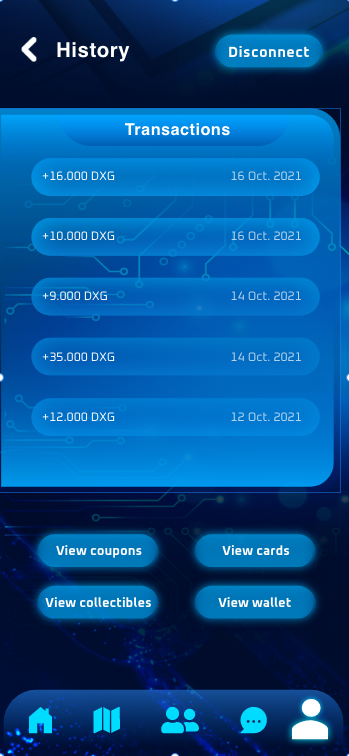 History
Disconnect
Transactions
+16.000 DXG 16 Oct. 2021
+10.000 DXG 16 Oct. 2021
+9.000 DXG 14 Oct. 2021
+35.000 DXG 14 Oct. 2021
+12.000 DXG 12 Oct. 2021
View coupons View cards
View collectibles View wallet